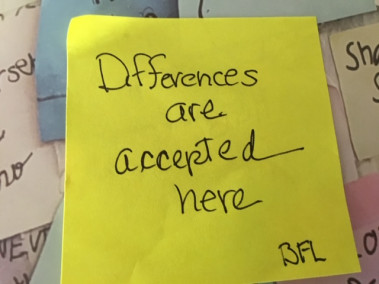 Differences
are
accepted
here
BFL